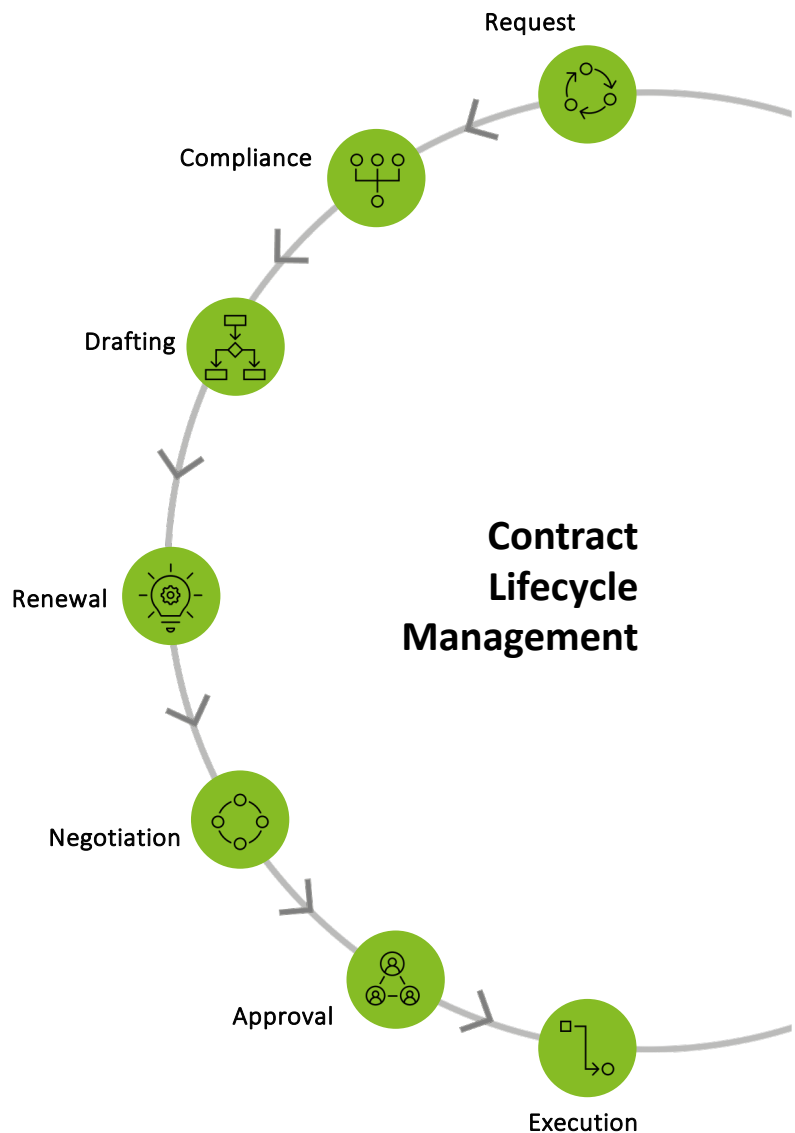 Request
Compliance
Drafting
Contract
Lifecycle
Management
Renewal
Negotiation
Approval
Execution